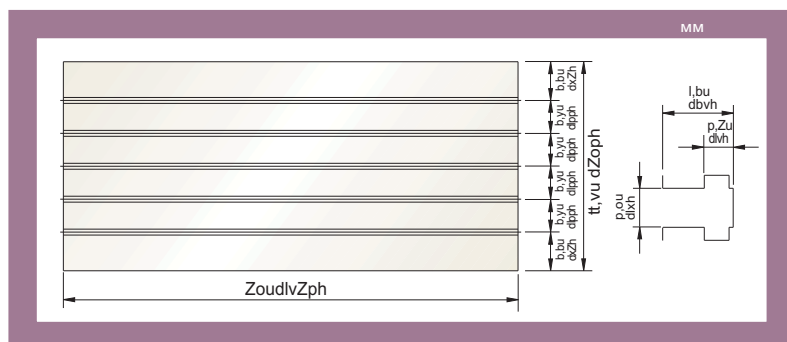 мм
b,bu
dxZh
b,yu
dlpph
b,yu
dlpph
b,yu
dlpph
b,yu
dlpph
b,bu
dxZh
tt,vu dZoph
ZoudlvZph
l,bu
dbvh
p,Zu
dlvh
p,ou
dlxh